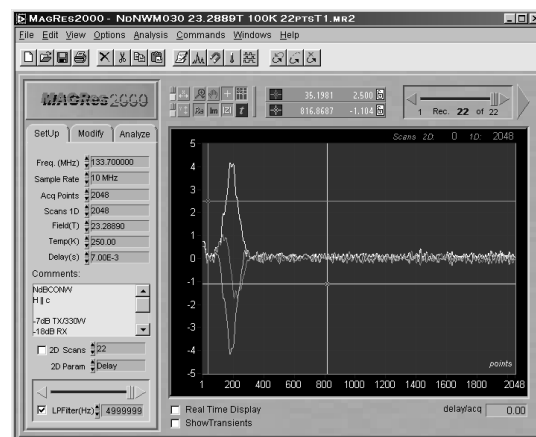 MAGRES2000 - NDNWM030 23.2889T 100K 22PTST1.MR2
File Edit View Options Analysis Commands Windows Help
MAGRes2000
35.1981 2.500
816.8687 -1.104
1 Rec. 22 of 22
SetUp Modify Analyze
Freq. (MHz) 133.700000
Sample Rate 10 MHz
Acq Points 2048
Scans 1D 2048
Field(T) 23.28890
Temp(K) 250.00
Delay(s) 7.00E-3
Comments:
NdBCONW
H || c
-7dB TX/330W
-18dB RX
2D Scans 22
2D Param Delay
LPFilter(Hz) 4999999
Scans 2D: 0 1D: 2048
5
4
3
2
1
0
-1
-2
-3
-4
-5
points
1 200 400 600 800 1000 1200 1400 1600 1800 2048
Real Time Display
ShowTransients
delay/acq 0.00